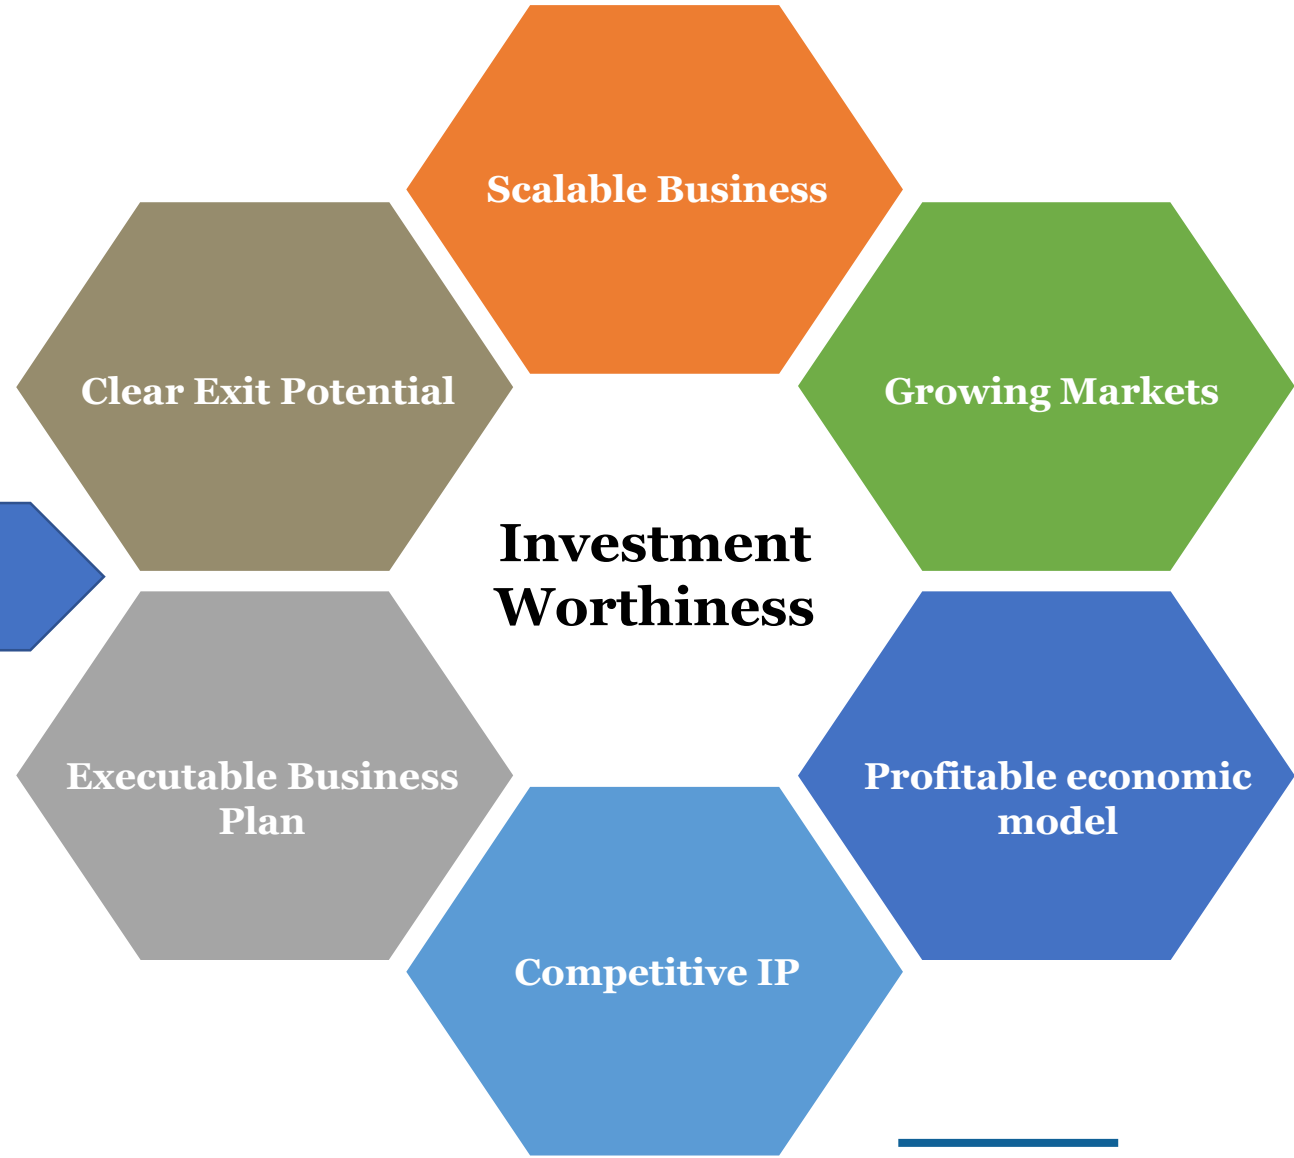 Scalable Business
Clear Exit Potential
Growing Markets
Investment
Worthiness
Executable Business
Plan
Profitable economic
model
Competitive IP